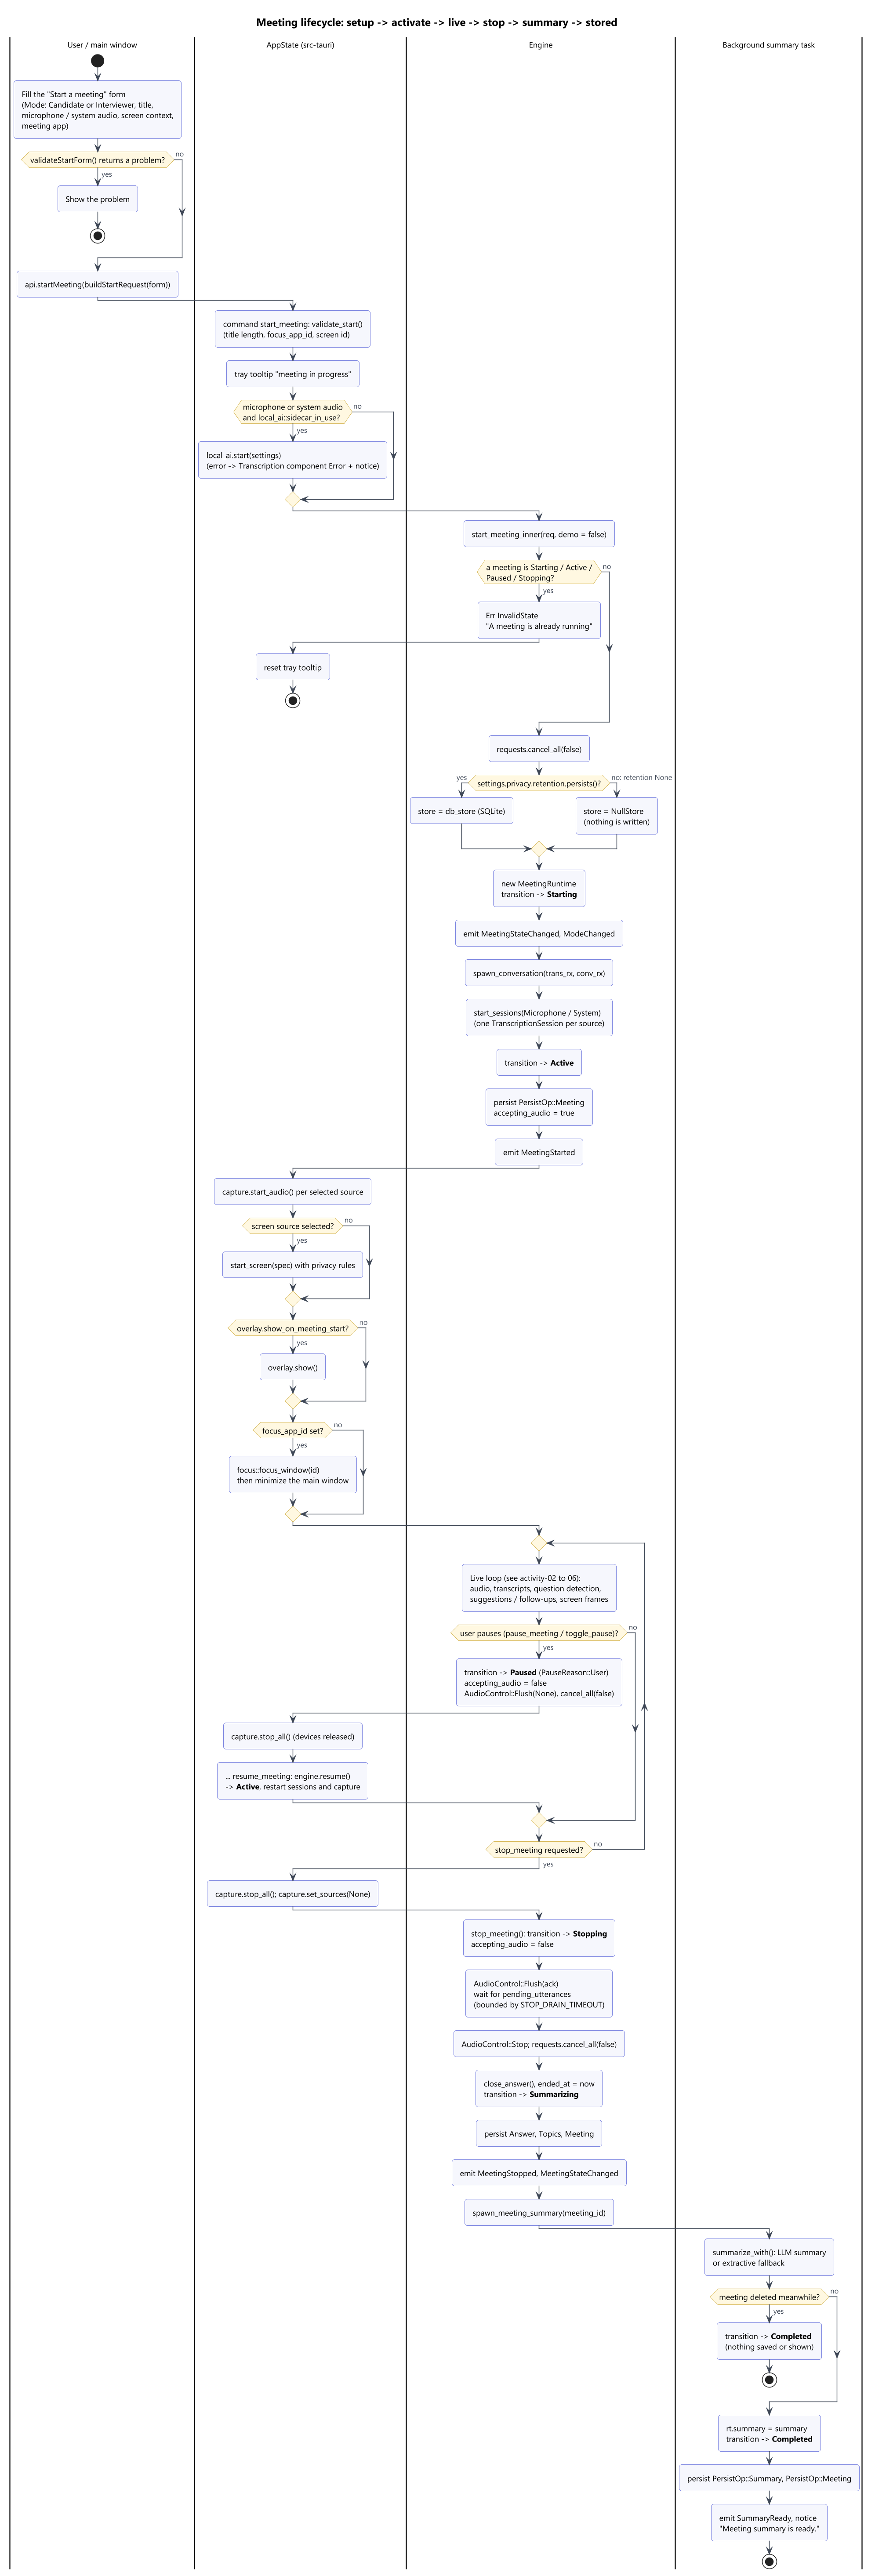 Meeting lifecycle: setup -> activate -> live -> stop -> summary -> stored
User / main window
AppState (src-tauri)
Engine
Background summary task
Fill the "Start a meeting" form
(Mode: Candidate or Interviewer, title,
microphone / system audio, screen context,
meeting app)
validateStartForm() returns a problem?
no
yes
Show the problem
api.startMeeting(buildStartRequest(form))
command start_meeting: validate_start()
(title length, focus_app_id, screen id)
tray tooltip "meeting in progress"
microphone or system audio
and local_ai::sidecar_in_use?
no
yes
local_ai.start(settings)
(error -> Transcription component Error + notice)
start_meeting_inner(req, demo = false)
a meeting is Starting / Active /
Paused / Stopping?
no
yes
Err InvalidState
"A meeting is already running"
reset tray tooltip
requests.cancel_all(false)
settings.privacy.retention.persists()?
yes
no: retention None
store = db_store (SQLite)
store = NullStore
(nothing is written)
new MeetingRuntime
transition -> Starting
emit MeetingStateChanged, ModeChanged
spawn_conversation(trans_rx, conv_rx)
start_sessions(Microphone / System)
(one TranscriptionSession per source)
transition -> Active
persist PersistOp::Meeting
accepting_audio = true
emit MeetingStarted
capture.start_audio() per selected source
screen source selected?
no
yes
start_screen(spec) with privacy rules
overlay.show_on_meeting_start?
no
yes
overlay.show()
focus_app_id set?
no
yes
focus::focus_window(id)
then minimize the main window
Live loop (see activity-02 to 06):
audio, transcripts, question detection,
suggestions / follow-ups, screen frames
user pauses (pause_meeting / toggle_pause)?
no
yes
transition -> Paused (PauseReason::User)
accepting_audio = false
AudioControl::Flush(None), cancel_all(false)
capture.stop_all() (devices released)
... resume_meeting: engine.resume()
-> Active, restart sessions and capture
stop_meeting requested?
no
yes
capture.stop_all(); capture.set_sources(None)
stop_meeting(): transition -> Stopping
accepting_audio = false
AudioControl::Flush(ack)
wait for pending_utterances
(bounded by STOP_DRAIN_TIMEOUT)
AudioControl::Stop; requests.cancel_all(false)
close_answer(), ended_at = now
transition -> Summarizing
persist Answer, Topics, Meeting
emit MeetingStopped, MeetingStateChanged
spawn_meeting_summary(meeting_id)
summarize_with(): LLM summary
or extractive fallback
meeting deleted meanwhile?
no
yes
transition -> Completed
(nothing saved or shown)
rt.summary = summary
transition -> Completed
persist PersistOp::Summary, PersistOp::Meeting
emit SummaryReady, notice
"Meeting summary is ready."